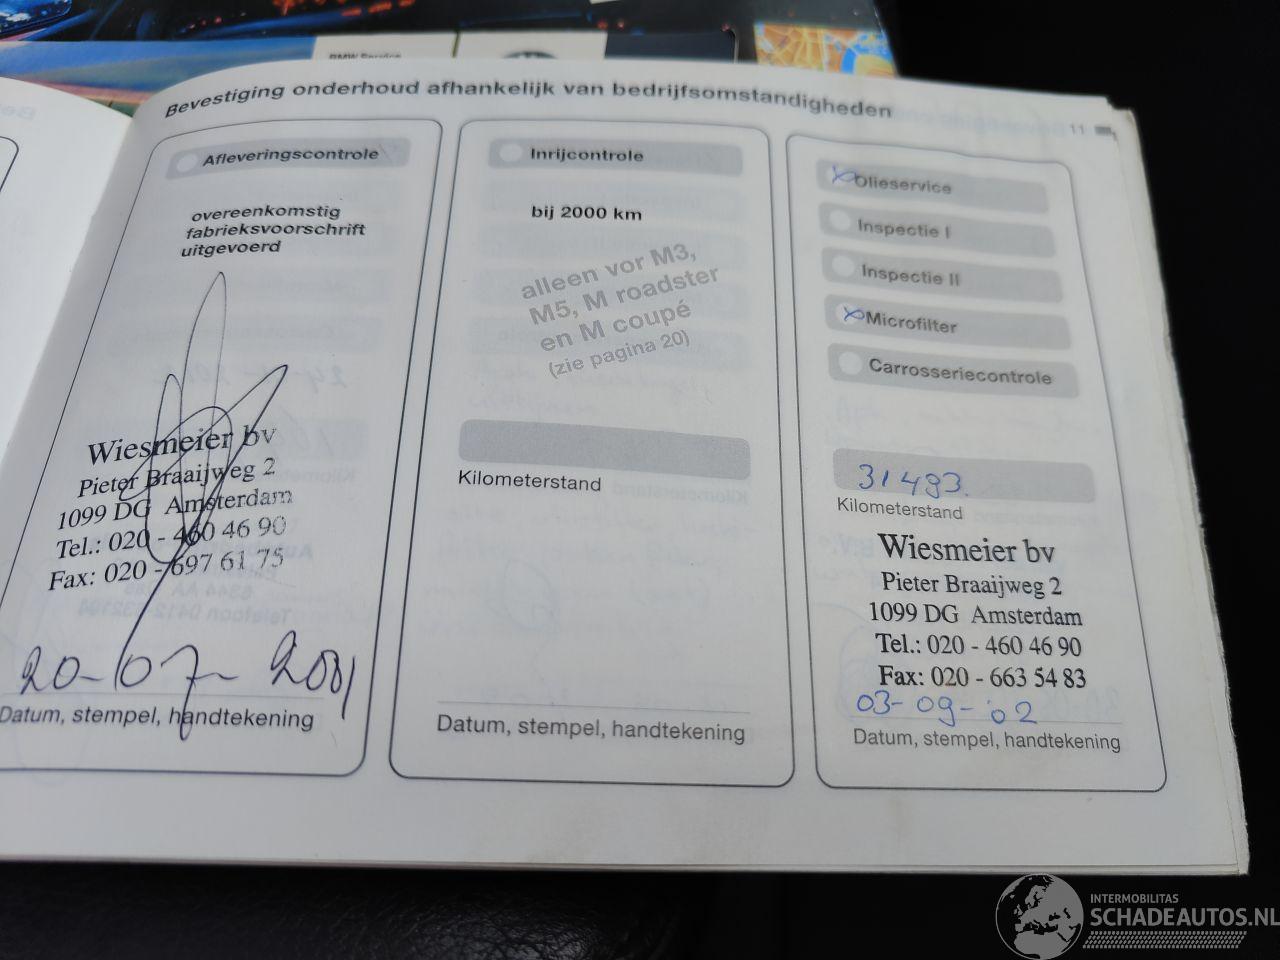 BMW Service
Bevestiging onderhoud afhankelijk van bedrijfsomstandigheden
11
Afleveringscontrole
overeenkomstig
fabrieksvoorschrift
uitgevoerd
Wiesmeier bv
Pieter Braaijweg 2
1099 DG Amsterdam
Tel.: 020 - 460 46 90
Fax: 020 - 697 61 75
20-07-2001
Datum, stempel, handtekening
Inrijcontrole
bij 2000 km
alleen vor M3,
M5, M roadster
en M coupé
(zie pagina 20)
Kilometerstand
Datum, stempel, handtekening
Olieservice
Inspectie I
Inspectie II
Microfilter
Carrosseriecontrole
31493.
Kilometerstand
Wiesmeier bv
Pieter Braaijweg 2
1099 DG Amsterdam
Tel.: 020 - 460 46 90
Fax: 020 - 663 54 83
03-09-'02
Datum, stempel, handtekening
INTERMOBILITAS
SCHADEAUTOS.NL